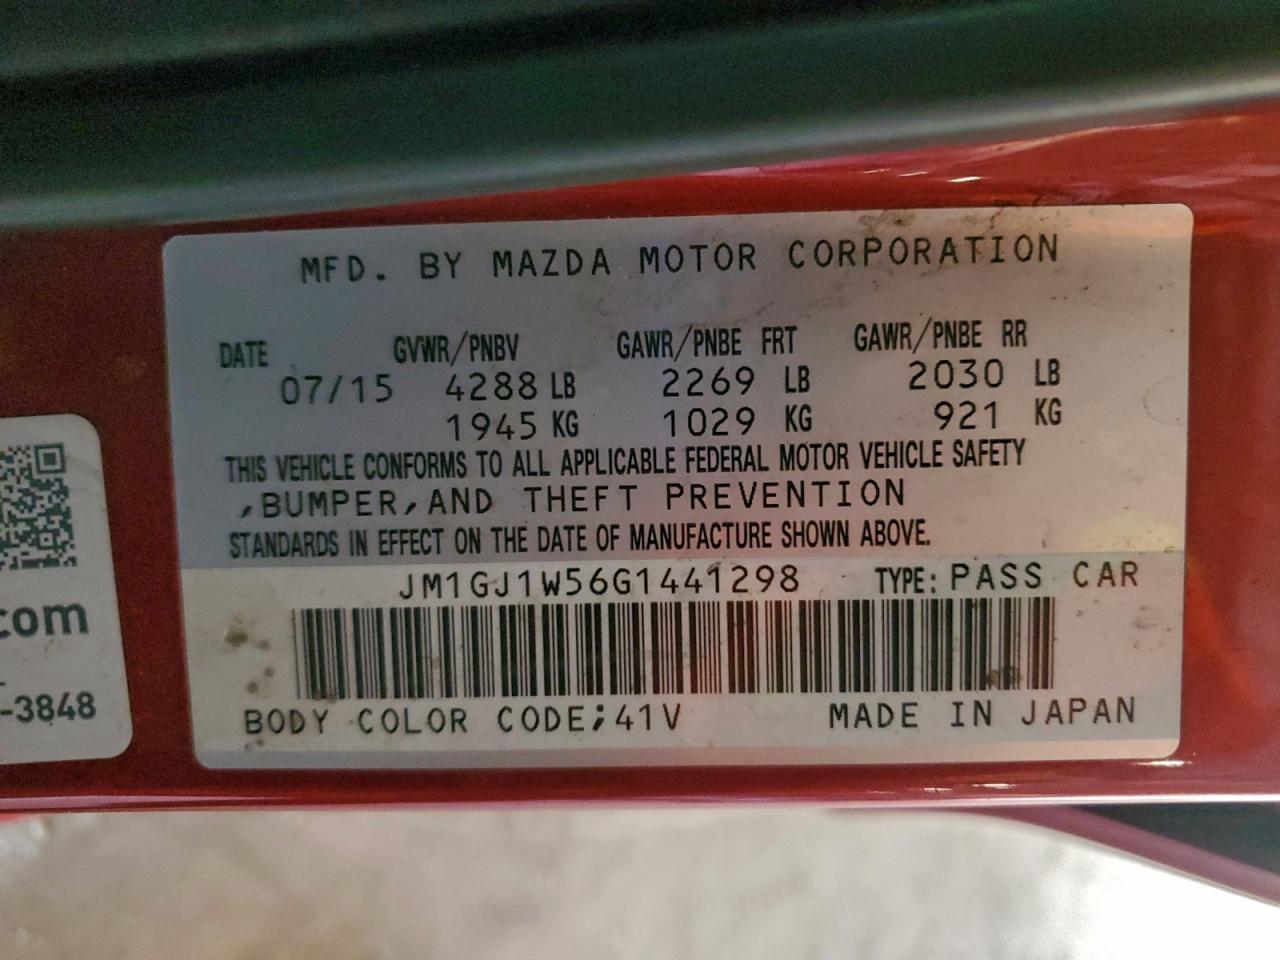 MFD. BY MAZDA MOTOR CORPORATION
DATE GVWR/PNBV GAWR/PNBE FRT GAWR/PNBE RR
07/15 4288 LB 2269 LB 2030 LB
1945 KG 1029 KG 921 KG
THIS VEHICLE CONFORMS TO ALL APPLICABLE FEDERAL MOTOR VEHICLE SAFETY
,BUMPER,AND THEFT PREVENTION
STANDARDS IN EFFECT ON THE DATE OF MANUFACTURE SHOWN ABOVE.
JM1GJ1W56G1441298 TYPE: PASS CAR
BODY COLOR CODE;41V MADE IN JAPAN
.com
-3848